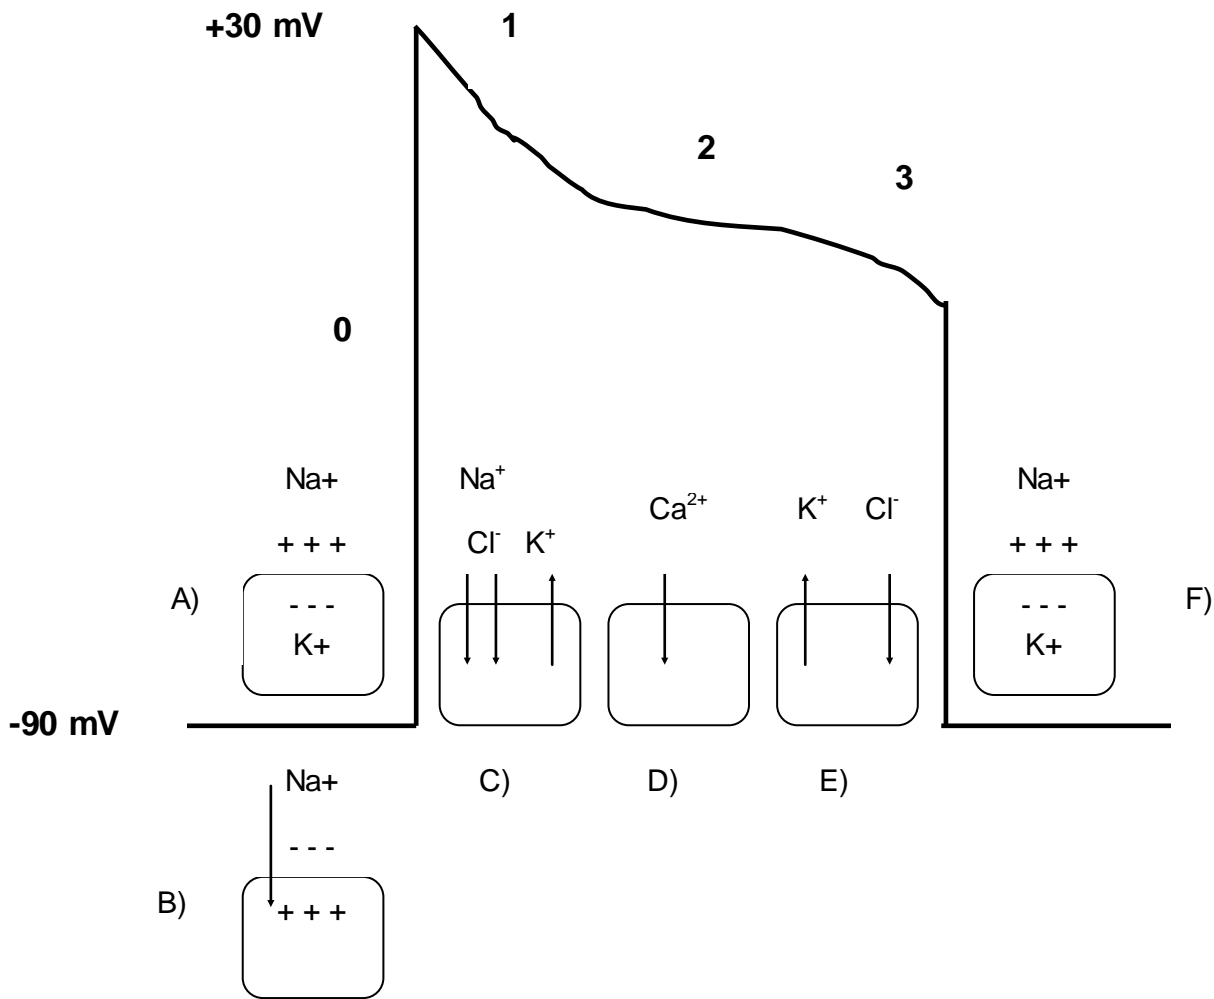 +30 mV 1
2
3
0
Na+ Na⁺ Ca²⁺ K⁺ Cl⁻ Na+
+ + + Cl⁻ K⁺ + + +
A) - - - - - - F)
K+ K+
-90 mV
C) D) E)
Na+
- - -
B) + + +